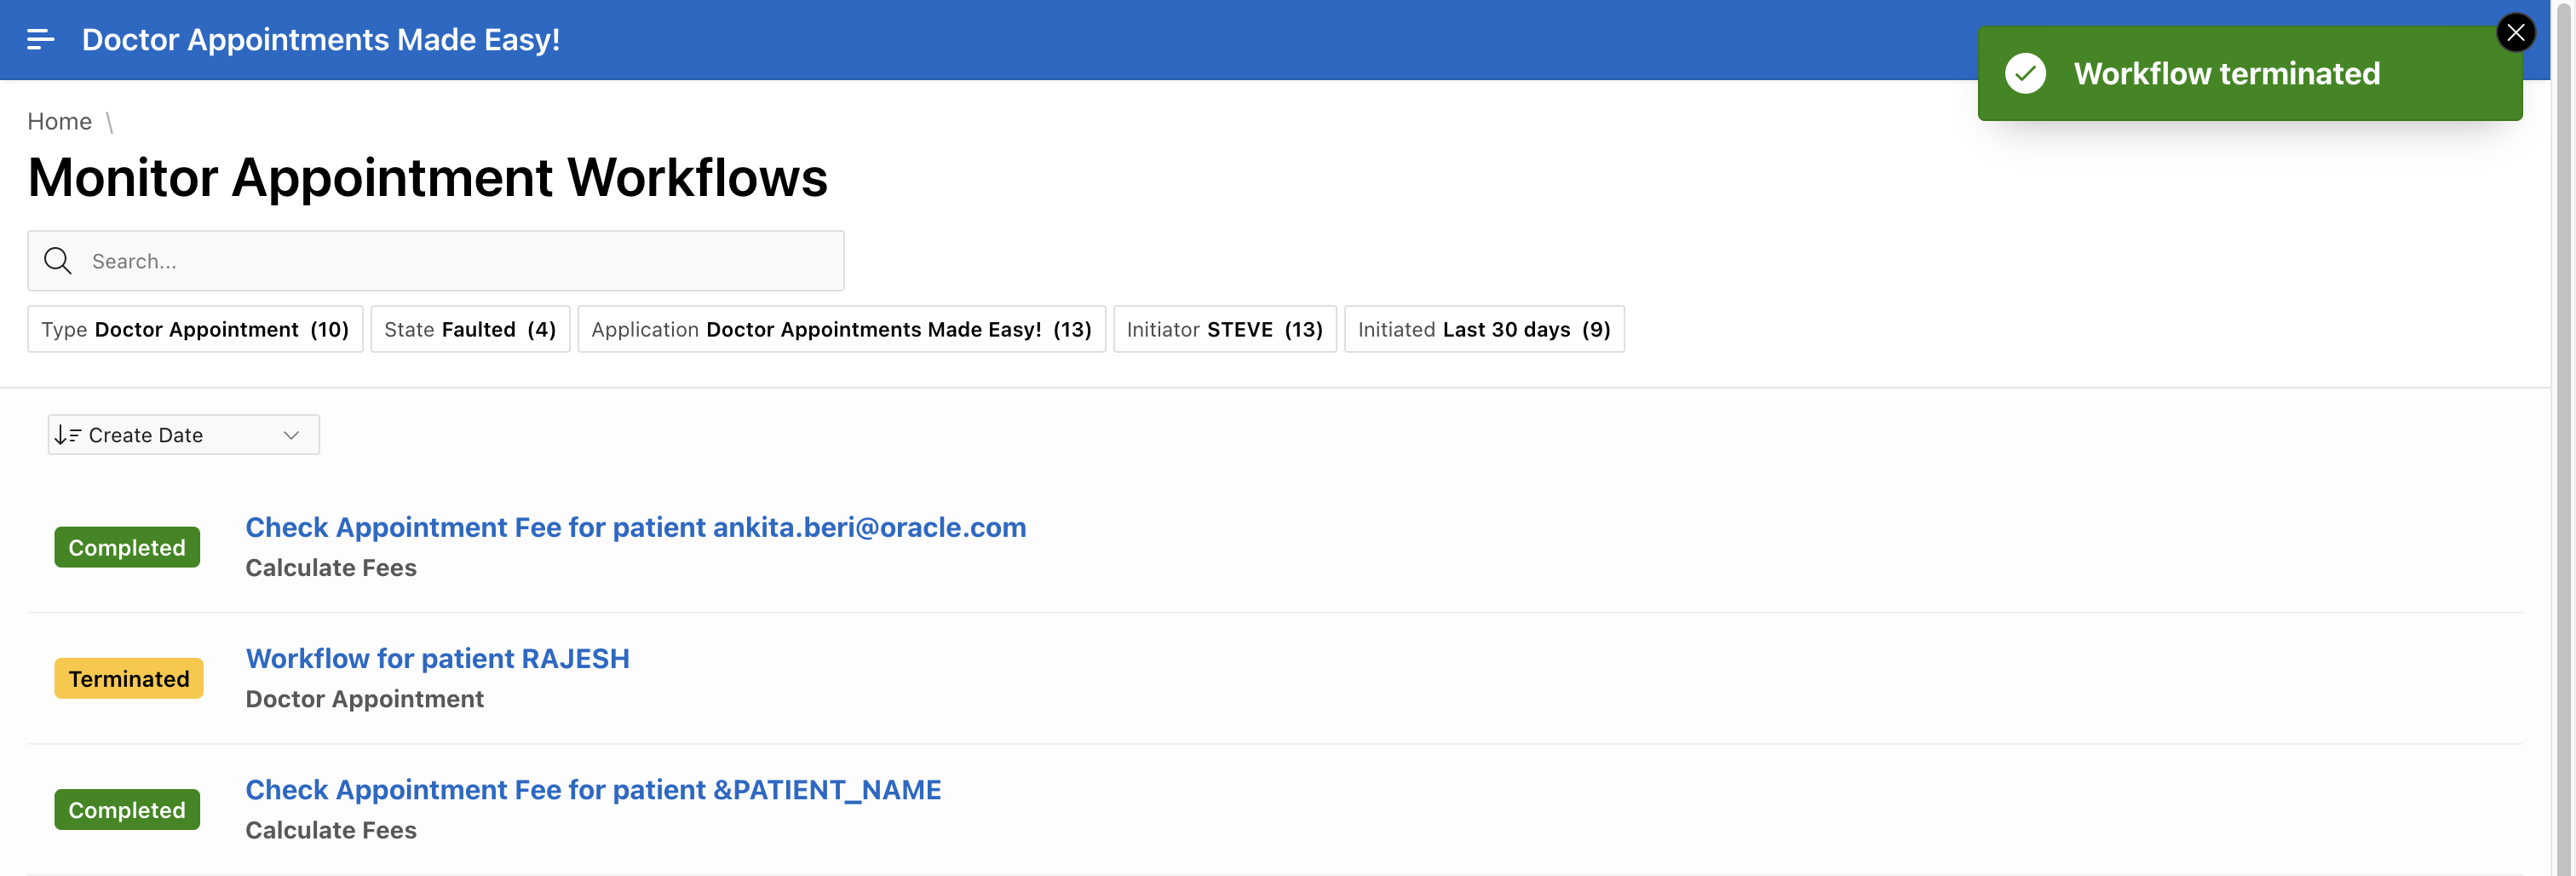 Doctor Appointments Made Easy!
Workflow terminated
Home \
Monitor Appointment Workflows
Search...
Type Doctor Appointment (10) State Faulted (4) Application Doctor Appointments Made Easy! (13) Initiator STEVE (13) Initiated Last 30 days (9)
Create Date
Completed
Check Appointment Fee for patient ankita.beri@oracle.com
Calculate Fees
Terminated
Workflow for patient RAJESH
Doctor Appointment
Completed
Check Appointment Fee for patient &PATIENT_NAME
Calculate Fees